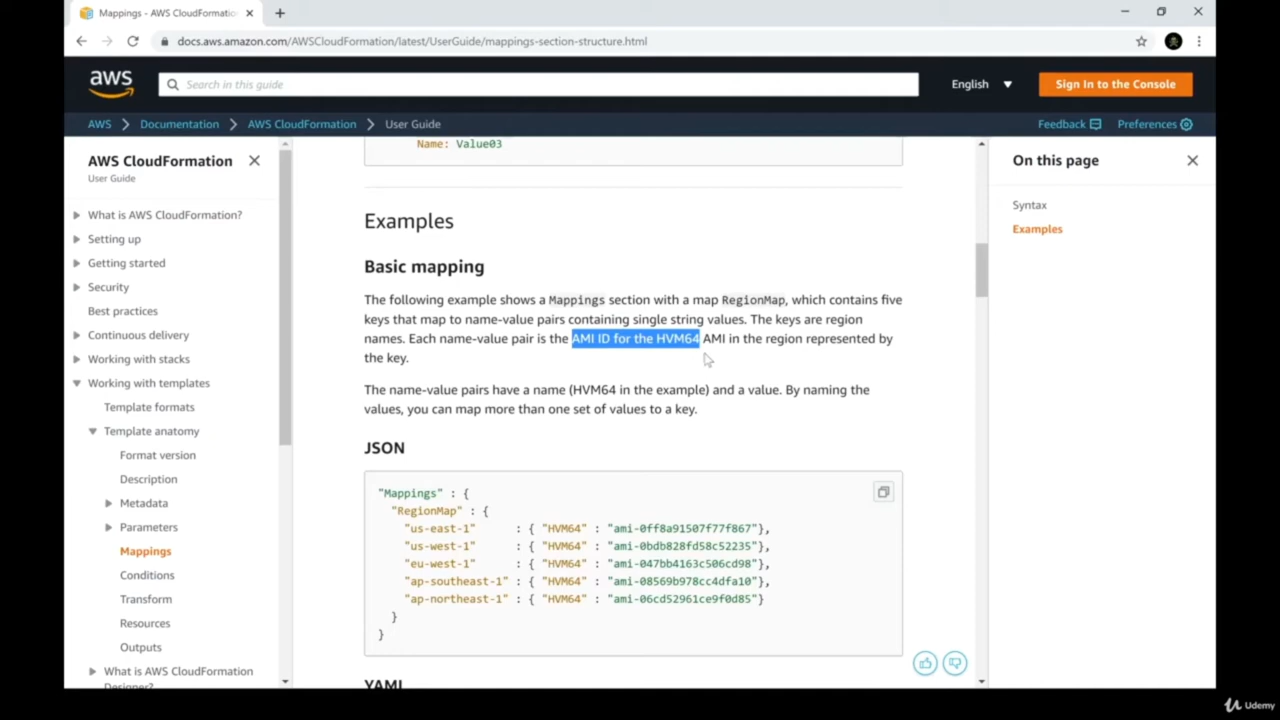 Mappings - AWS CloudFormatio
docs.aws.amazon.com/AWSCloudFormation/latest/UserGuide/mappings-section-structure.html
aws
Search in this guide
English
Sign In to the Console
AWS
Documentation
AWS CloudFormation
User Guide
Feedback
Preferences
AWS CloudFormation
User Guide
What is AWS CloudFormation?
Setting up
Getting started
Security
Best practices
Continuous delivery
Working with stacks
Working with templates
Template formats
Template anatomy
Format version
Description
Metadata
Parameters
Mappings
Conditions
Transform
Resources
Outputs
What is AWS CloudFormation
Designer?
Name: Value03
Examples
Basic mapping
The following example shows a Mappings section with a map RegionMap, which contains five
keys that map to name-value pairs containing single string values. The keys are region
names. Each name-value pair is the AMI ID for the HVM64 AMI in the region represented by
the key.
The name-value pairs have a name (HVM64 in the example) and a value. By naming the
values, you can map more than one set of values to a key.
JSON
"Mappings" : {
"RegionMap" : {
"us-east-1" : { "HVM64" : "ami-0ff8a91507f77f867"},
"us-west-1" : { "HVM64" : "ami-0bdb828fd58c52235"},
"eu-west-1" : { "HVM64" : "ami-047bb4163c506cd98"},
"ap-southeast-1" : { "HVM64" : "ami-08569b978cc4dfa10"},
"ap-northeast-1" : { "HVM64" : "ami-06cd52961ce9f0d85"}
}
}
YAML
On this page
Syntax
Examples
Udemy